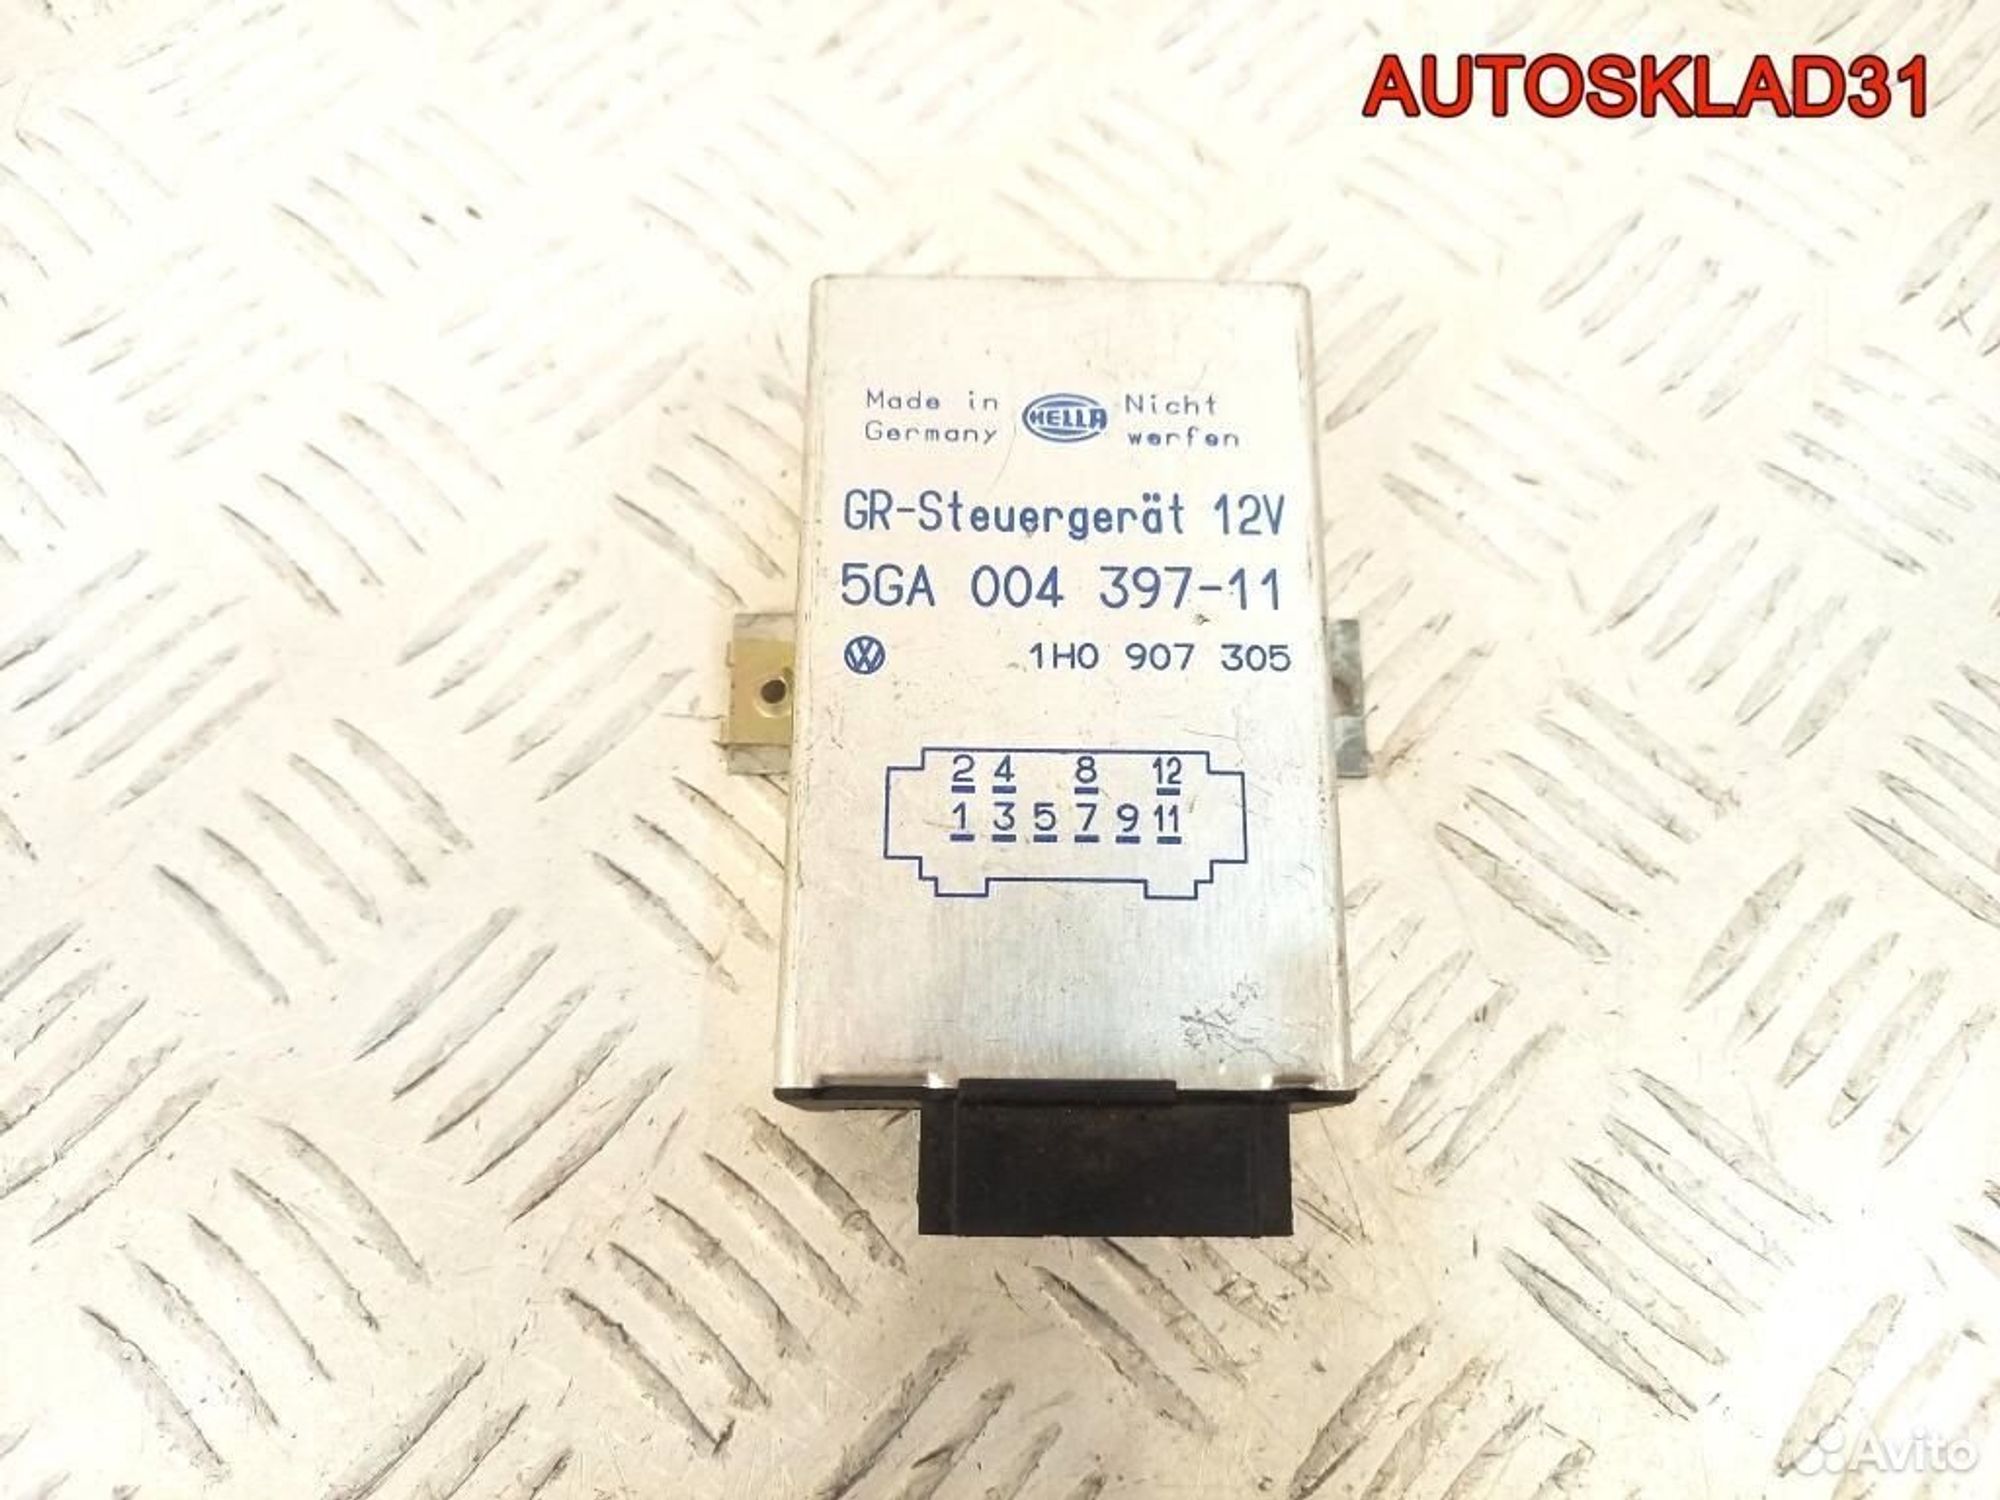 AUTOSKLAD31
Made in Germany
HELLA
Nicht werfen
GR-Steuergerät 12V
5GA 004 397-11
VW 1H0 907 305
2 4 8 12
1 3 5 7 9 11
Avito